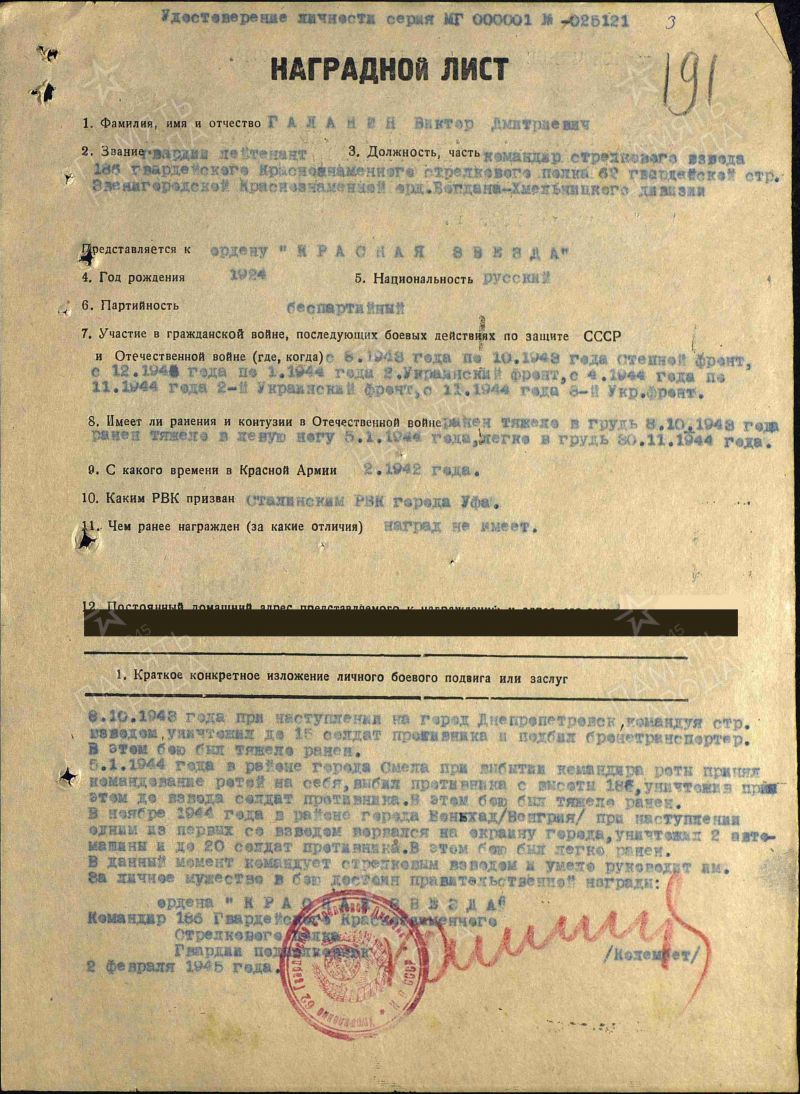 Удостоверение личности серия МГ 000001 № -025121
3
191
НАГРАДНОЙ ЛИСТ
1. Фамилия, имя и отчество ГАЛАНИН Виктор Дмитриевич
2. Звание гвардии лейтенант 3. Должность, часть командир стрелкового взвода
186 гвардейского Краснознаменного стрелкового полка 62 гвардейской стр.
Звенигородской Краснознаменной орд.Богдана-Хмельницкого дивизии
Представляется к ордену "КРАСНАЯ ЗВЕЗДА"
4. Год рождения 1924 5. Национальность русский
6. Партийность беспартийный
7. Участие в гражданской войне, последующих боевых действиях по защите СССР
и Отечественной войне (где, когда) с 8.1943 года по 10.1943 года Степной фронт,
с 12.194 года по 1.1944 года 2.Украинский фронт,с 4.1944 года по
11.1944 года 2-й Украинский фронт,с 11.1944 года 3-й Укр.фронт.
8. Имеет ли ранения и контузии в Отечественной войне ранен тяжело в грудь 8.10.1943 года
ранен тяжело в левую ногу 5.1.1944 года,легко в грудь 30.11.1944 года.
9. С какого времени в Красной Армии 2.1942 года.
10. Каким РВК призван Сталинским РВК города Уфа.
11. Чем ранее награжден (за какие отличия) наград не имеет.
12. Постоянный домашний адрес представляемого к награждению и адрес его
1. Краткое конкретное изложение личного боевого подвига или заслуг
8.10.1943 года при наступлении на город Днепропетровск,командуя стр.
взводом,уничтожил до 15 солдат противника и подбил бронетранспортер.
В этом бою был тяжело ранен.
5.1.1944 года в районе города Смела при выбытии командира роты принял
командование ротой на себя,выбил противника с высоты 186,уничтожив при
этом до взвода солдат противника.В этом бою был тяжело ранен.
В ноябре 1944 года в районе города Боньхад/Венгрия/ при наступлении
одним из первых со взводом ворвался на окраину города,уничтожил 2 авто-
машины и до 20 солдат противника.В этом бою был легко ранен.
В данный момент командует стрелковым взводом и умело руководит им.
За личное мужество в бою достоин правительственной награды:
ордена "КРАСНАЯ ЗВЕЗДА"
Командир 186 Гвардейского Краснознаменного
Стрелкового полка
Гвардии подполковник /Колембет/
2 февраля 1945 года.